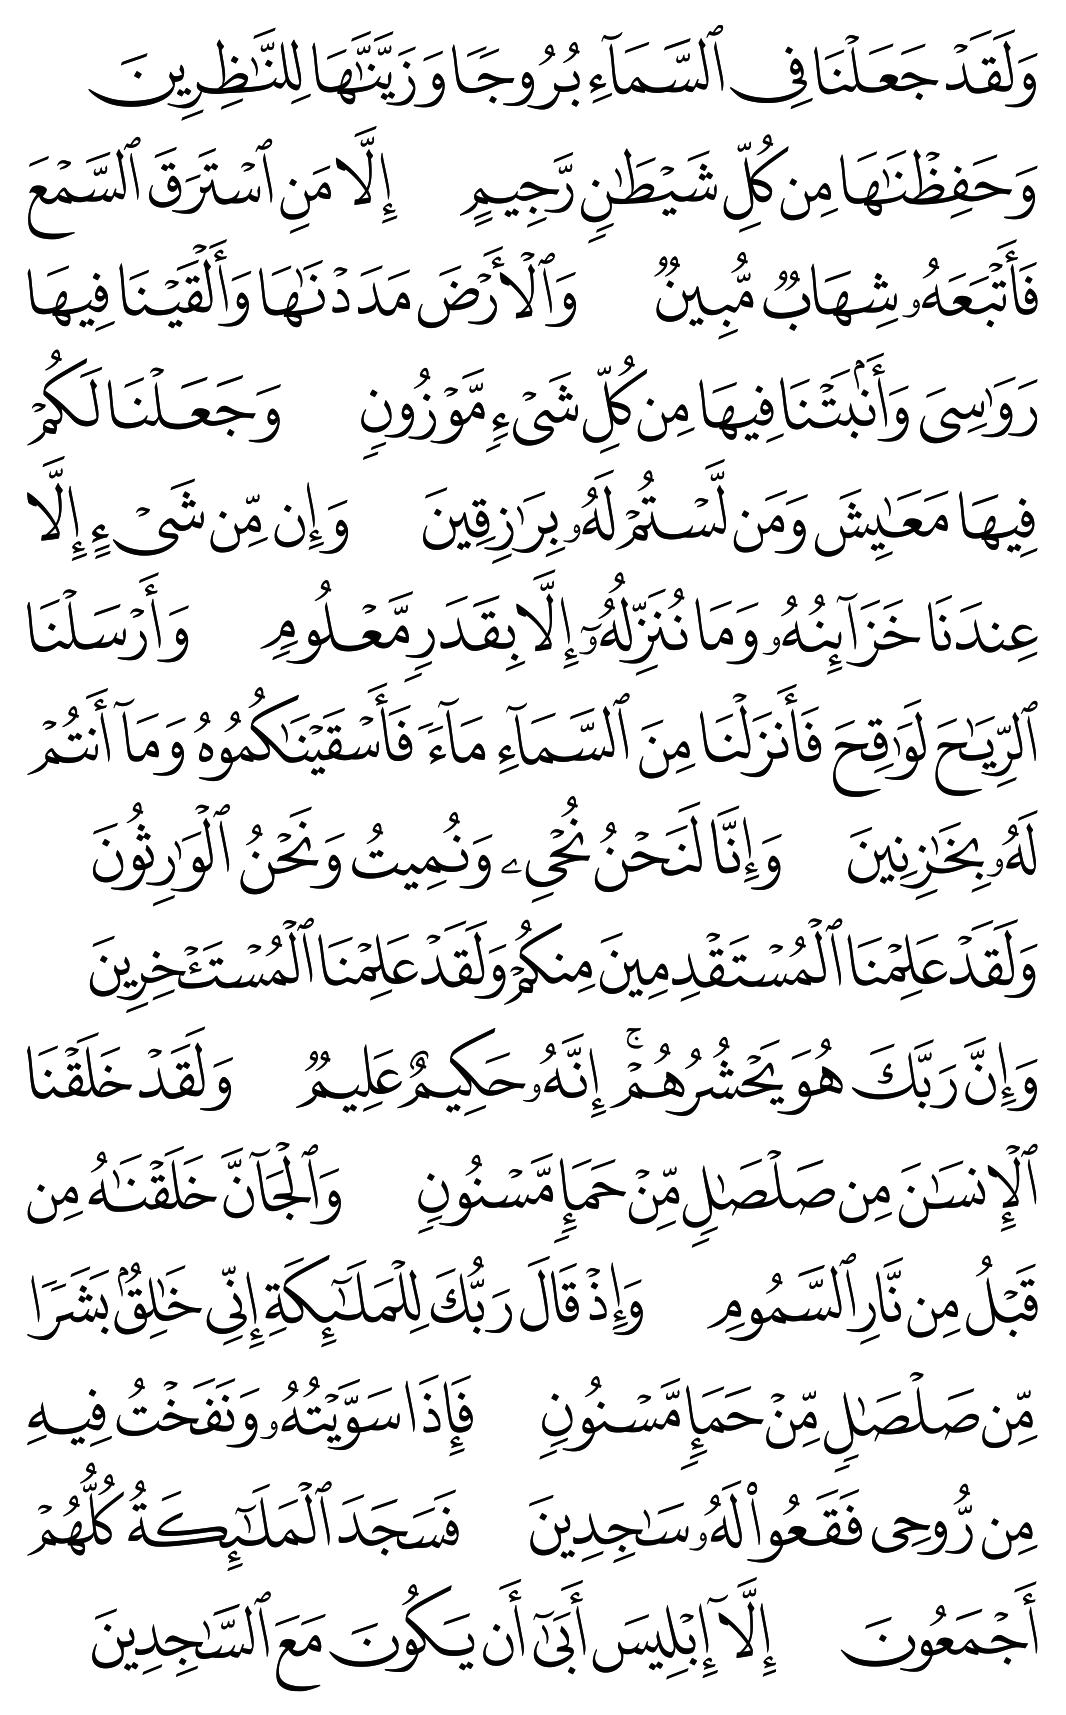 وَلَقَدْ جَعَلْنَا فِى ٱلسَّمَآءِ بُرُوجًا وَزَيَّنَّـٰهَا لِلنَّـٰظِرِينَ
وَحَفِظْنَـٰهَا مِن كُلِّ شَيْطَـٰنٍ رَّجِيمٍ إِلَّا مَنِ ٱسْتَرَقَ ٱلسَّمْعَ
فَأَتْبَعَهُۥ شِهَابٌ مُّبِينٌ وَٱلْأَرْضَ مَدَدْنَـٰهَا وَأَلْقَيْنَا فِيهَا
رَوَٰسِىَ وَأَنۢبَتْنَا فِيهَا مِن كُلِّ شَىْءٍ مَّوْزُونٍ وَجَعَلْنَا لَكُمْ
فِيهَا مَعَـٰيِشَ وَمَن لَّسْتُمْ لَهُۥ بِرَٰزِقِينَ وَإِن مِّن شَىْءٍ إِلَّا
عِندَنَا خَزَآئِنُهُۥ وَمَا نُنَزِّلُهُۥٓ إِلَّا بِقَدَرٍ مَّعْلُومٍ وَأَرْسَلْنَا
ٱلرِّيَـٰحَ لَوَٰقِحَ فَأَنزَلْنَا مِنَ ٱلسَّمَآءِ مَآءً فَأَسْقَيْنَـٰكُمُوهُ وَمَآ أَنتُمْ
لَهُۥ بِخَـٰزِنِينَ وَإِنَّا لَنَحْنُ نُحْىِۦ وَنُمِيتُ وَنَحْنُ ٱلْوَٰرِثُونَ
وَلَقَدْ عَلِمْنَا ٱلْمُسْتَقْدِمِينَ مِنكُمْ وَلَقَدْ عَلِمْنَا ٱلْمُسْتَـْٔخِرِينَ
وَإِنَّ رَبَّكَ هُوَ يَحْشُرُهُمْ ۚ إِنَّهُۥ حَكِيمٌ عَلِيمٌ وَلَقَدْ خَلَقْنَا
ٱلْإِنسَـٰنَ مِن صَلْصَـٰلٍ مِّنْ حَمَإٍ مَّسْنُونٍ وَٱلْجَآنَّ خَلَقْنَـٰهُ مِن
قَبْلُ مِن نَّارِ ٱلسَّمُومِ وَإِذْ قَالَ رَبُّكَ لِلْمَلَـٰٓئِكَةِ إِنِّى خَـٰلِقٌۢ بَشَرًا
مِّن صَلْصَـٰلٍ مِّنْ حَمَإٍ مَّسْنُونٍ فَإِذَا سَوَّيْتُهُۥ وَنَفَخْتُ فِيهِ
مِن رُّوحِى فَقَعُوا۟ لَهُۥ سَـٰجِدِينَ فَسَجَدَ ٱلْمَلَـٰٓئِكَةُ كُلُّهُمْ
أَجْمَعُونَ إِلَّآ إِبْلِيسَ أَبَىٰٓ أَن يَكُونَ مَعَ ٱلسَّـٰجِدِينَ